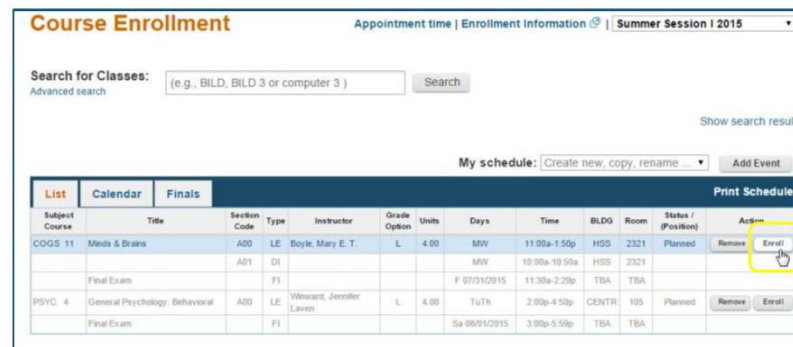 Course Enrollment
Appointment time | Enrollment Information | Summer Session I 2015
Search for Classes: (e.g., BILD, BILD 3 or computer 3 ) Search
Advanced search
Show search resul
My schedule: Create new, copy, rename ... Add Event
List Calendar Finals Print Schedule
Subject Course Title Section Code Type Instructor Grade Option Units Days Time BLDG Room Status / (Position) Action
COGS 11 Minds & Brains A00 LE Boyle, Mary E. T. L 4.00 MW 11:00a-1:50p HSS 2321 Planned Remove Enroll
A01 DI MW 10:00a-10:50a HSS 2321
Final Exam FI F 07/31/2015 11:30a-2:29p TBA TBA
PSYC 4 General Psychology: Behavioral A00 LE Winward, Jennifer Laven L 4.00 TuTh 2:00p-4:50p CENTR 105 Planned Remove Enroll
Final Exam FI Sa 08/01/2015 3:00p-5:59p TBA TBA